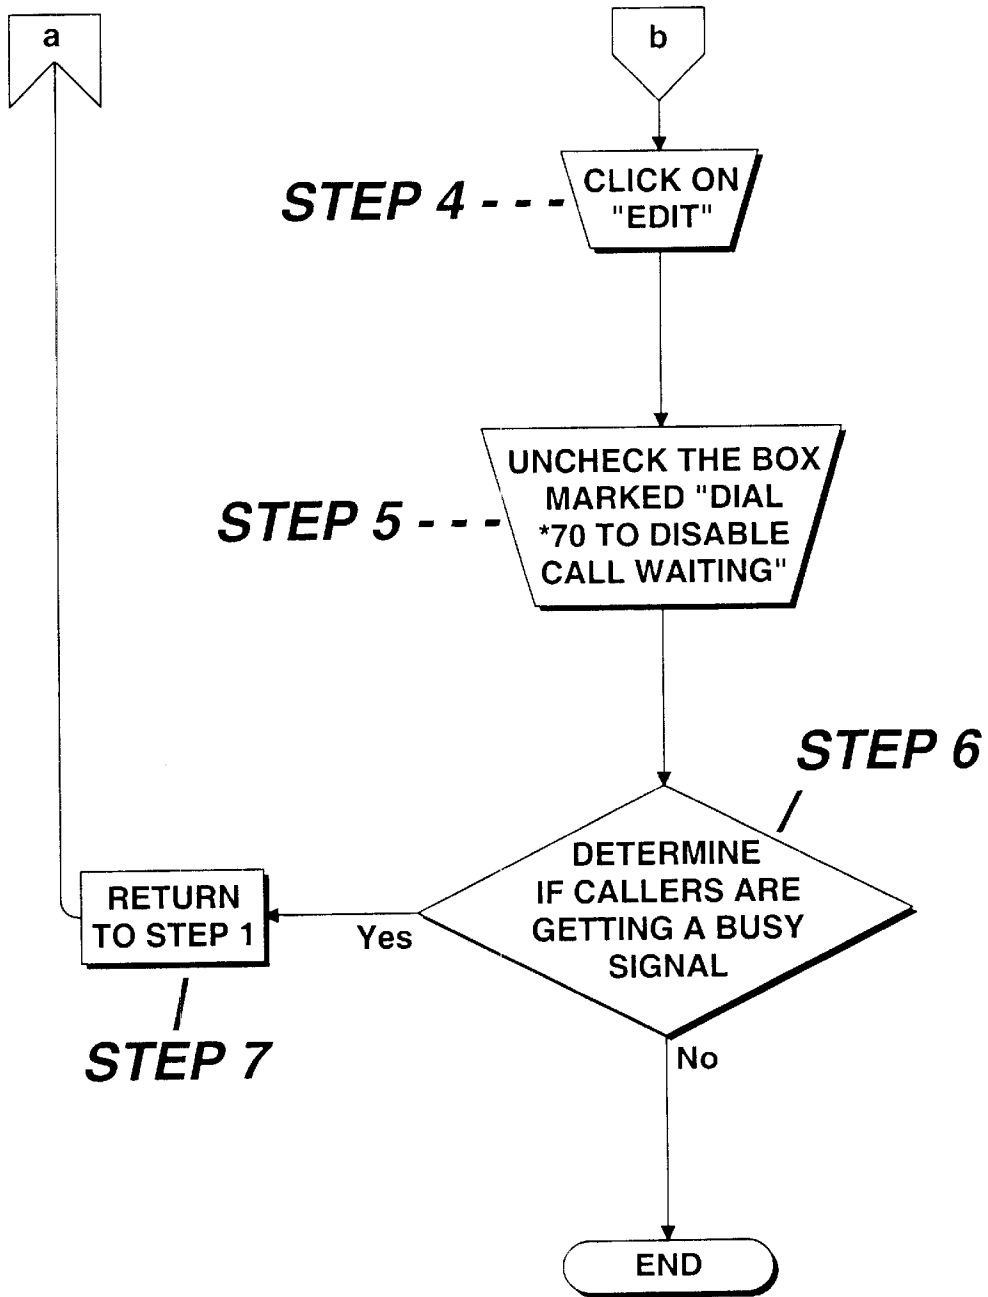 a
b
CLICK ON
"EDIT"
STEP 4 - - -
UNCHECK THE BOX
MARKED "DIAL
*70 TO DISABLE
CALL WAITING"
STEP 5 - - -
STEP 6
DETERMINE
IF CALLERS ARE
GETTING A BUSY
SIGNAL
Yes
RETURN
TO STEP 1
STEP 7
No
END